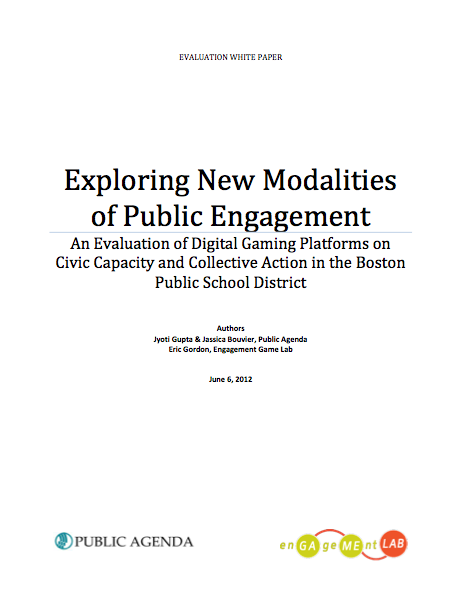 EVALUATION WHITE PAPER
Exploring New Modalities
of Public Engagement
An Evaluation of Digital Gaming Platforms on
Civic Capacity and Collective Action in the Boston
Public School District
Authors
Jyoti Gupta & Jassica Bouvier, Public Agenda
Eric Gordon, Engagement Game Lab
June 6, 2012
PUBLIC AGENDA
enGAgeMEnt LAB